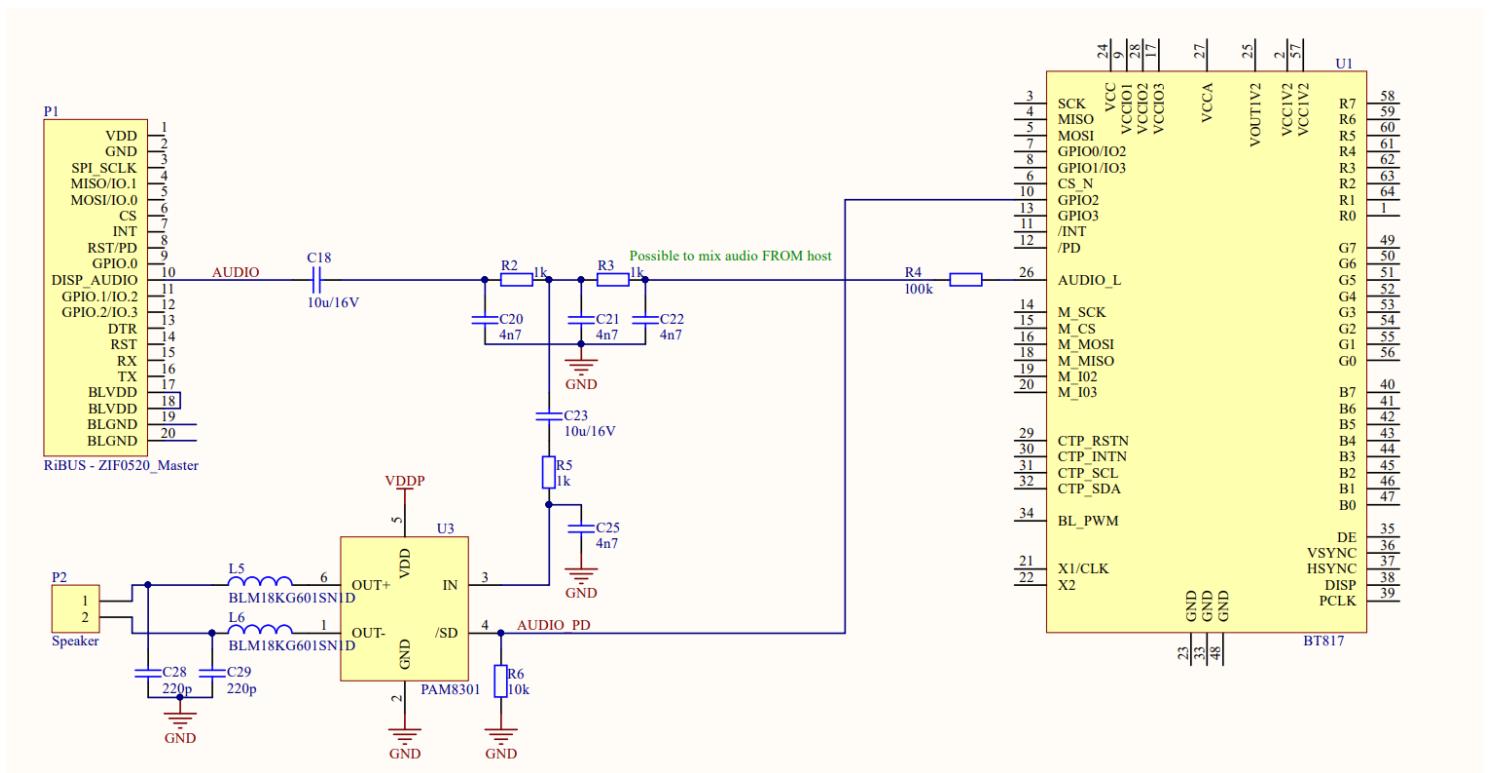 P1
VDD 1
GND 2
SPI_SCLK 3
MISO/IO.1 4
MOSI/IO.0 5
CS 6
INT 7
RST/PD 8
GPIO.0 9
DISP_AUDIO 10
GPIO.1/IO.2 11
GPIO.2/IO.3 12
DTR 13
RST 14
RX 15
TX 16
BLVDD 17
BLVDD 18
BLGND 19
BLGND 20
RiBUS - ZIF0520_Master
AUDIO
C18
10u/16V
R2
1k
R3
1k
Possible to mix audio FROM host
R4
100k
C20
4n7
C21
4n7
C22
4n7
GND
C23
10u/16V
R5
1k
C25
4n7
GND
VDDP
5
U3
VDD
OUT+ 6
OUT- 1
IN 3
/SD 4
GND
2
PAM8301
GND
AUDIO_PD
R6
10k
GND
P2
1
2
Speaker
L5
BLM18KG601SN1D
L6
BLM18KG601SN1D
C28
220p
C29
220p
GND
U1
24 9 28 17 27 25 2 57
VCC VCCIO1 VCCIO2 VCCIO3 VCCA VOUT1V2 VCC1V2 VCC1V2
3 SCK
4 MISO
5 MOSI
7 GPIO0/IO2
8 GPIO1/IO3
6 CS_N
10 GPIO2
13 GPIO3
11 /INT
12 /PD
26 AUDIO_L
14 M_SCK
15 M_CS
16 M_MOSI
18 M_MISO
19 M_I02
20 M_I03
29 CTP_RSTN
30 CTP_INTN
31 CTP_SCL
32 CTP_SDA
34 BL_PWM
21 X1/CLK
22 X2
R7 58
R6 59
R5 60
R4 61
R3 62
R2 63
R1 64
R0 1
G7 49
G6 50
G5 51
G4 52
G3 53
G2 54
G1 55
G0 56
B7 40
B6 41
B5 42
B4 43
B3 44
B2 45
B1 46
B0 47
DE 35
VSYNC 36
HSYNC 37
DISP 38
PCLK 39
GND GND GND
23 33 48
BT817